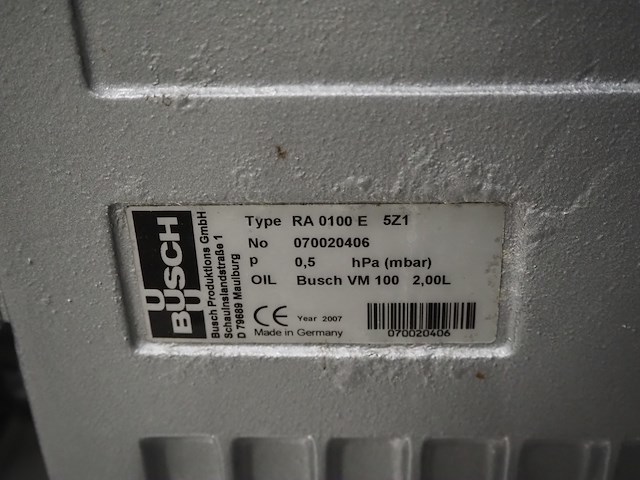 BUSCH
Busch Produktions GmbH
Schauinslandstraße 1
D 79689 Maulburg
Type RA 0100 E 5Z1
No 070020406
p 0,5 hPa (mbar)
OIL Busch VM 100 2,00L
CE Year 2007
Made in Germany
070020406